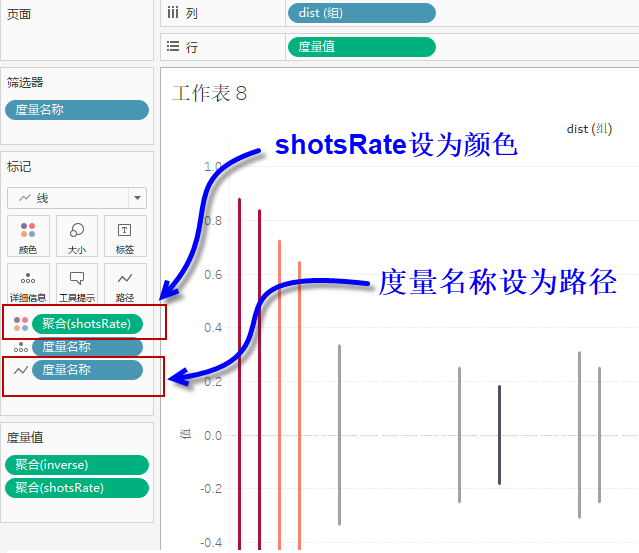 页面
列
dist (组)
行
度量值
筛选器
度量名称
工作表 8
dist (组)
shotsRate设为颜色
标记
线
颜色
大小
标签
详细信息
工具提示
路径
度量名称设为路径
聚合(shotsRate)
度量名称
度量名称
度量值
聚合(inverse)
聚合(shotsRate)
值
1.0
0.8
0.6
0.4
0.2
0.0
-0.2
-0.4